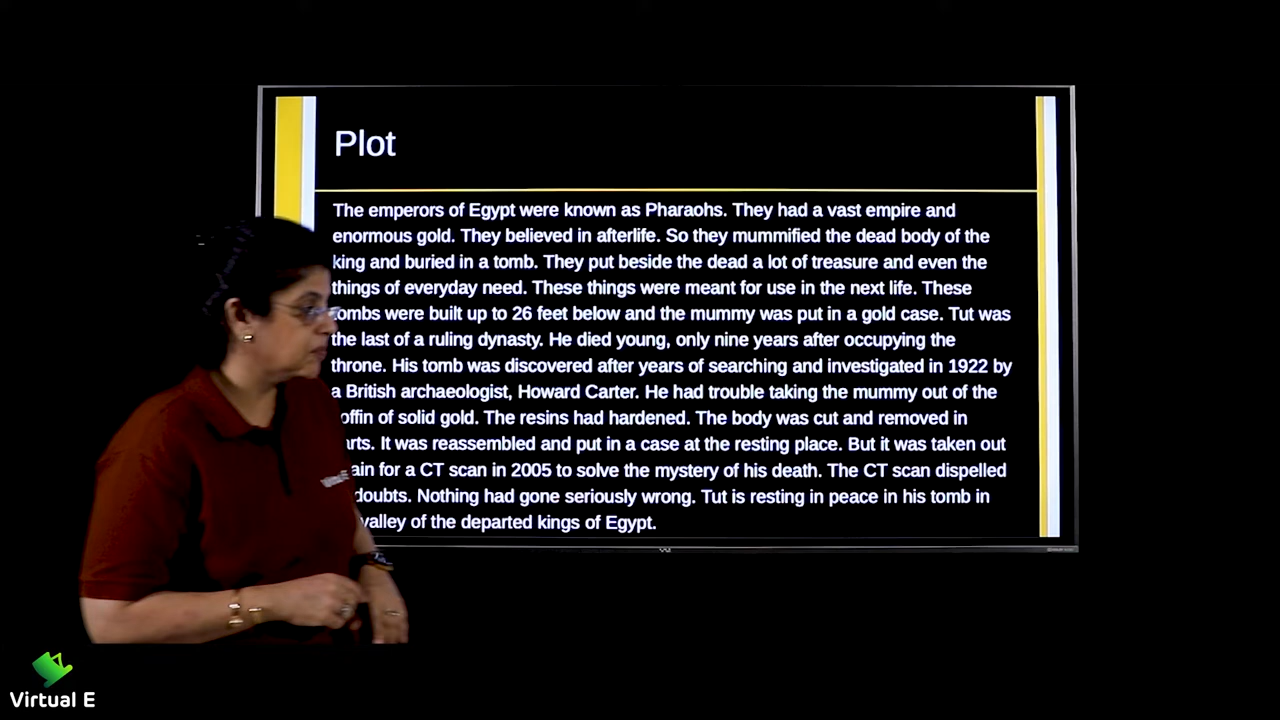 Plot
The emperors of Egypt were known as Pharaohs. They had a vast empire and
enormous gold. They believed in afterlife. So they mummified the dead body of the
king and buried in a tomb. They put beside the dead a lot of treasure and even the
things of everyday need. These things were meant for use in the next life. These
tombs were built up to 26 feet below and the mummy was put in a gold case. Tut was
the last of a ruling dynasty. He died young, only nine years after occupying the
throne. His tomb was discovered after years of searching and investigated in 1922 by
a British archaeologist, Howard Carter. He had trouble taking the mummy out of the
offin of solid gold. The resins had hardened. The body was cut and removed in
arts. It was reassembled and put in a case at the resting place. But it was taken out
ain for a CT scan in 2005 to solve the mystery of his death. The CT scan dispelled
doubts. Nothing had gone seriously wrong. Tut is resting in peace in his tomb in
valley of the departed kings of Egypt.
Virtual E